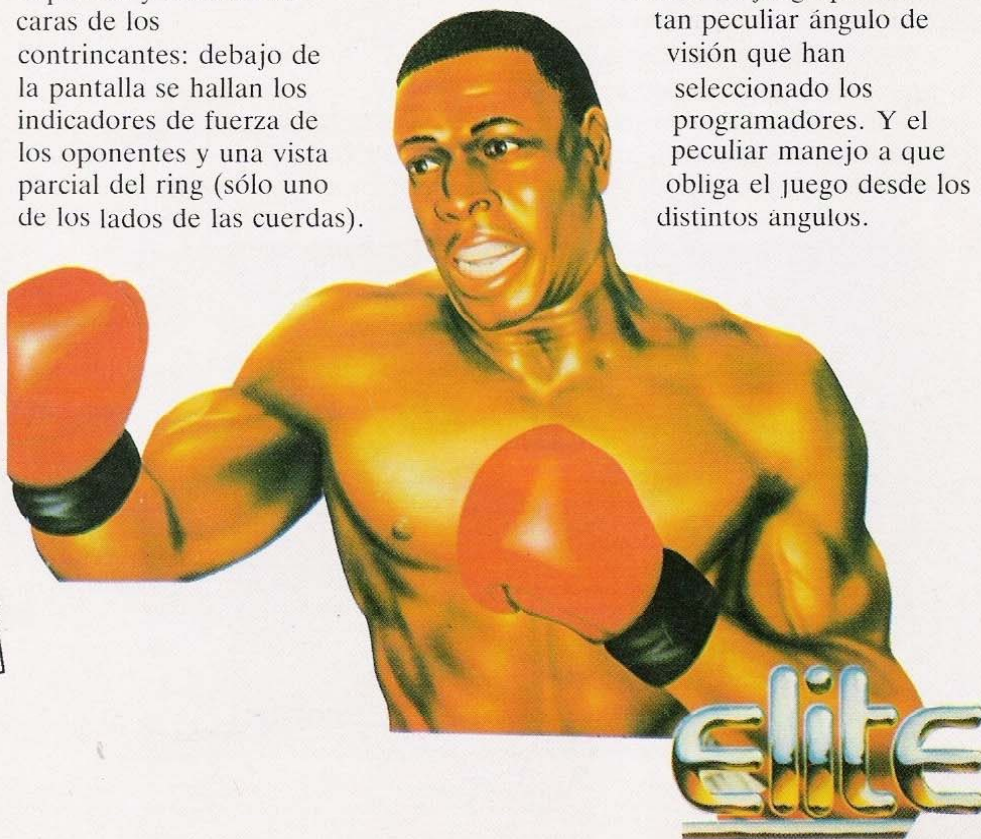 caras de los
contrincantes: debajo de
la pantalla se hallan los
indicadores de fuerza de
los oponentes y una vista
parcial del ring (sólo uno
de los lados de las cuerdas).
tan peculiar ángulo de
visión que han
seleccionado los
programadores. Y el
peculiar manejo a que
obliga el juego desde los
distintos ángulos.
elite